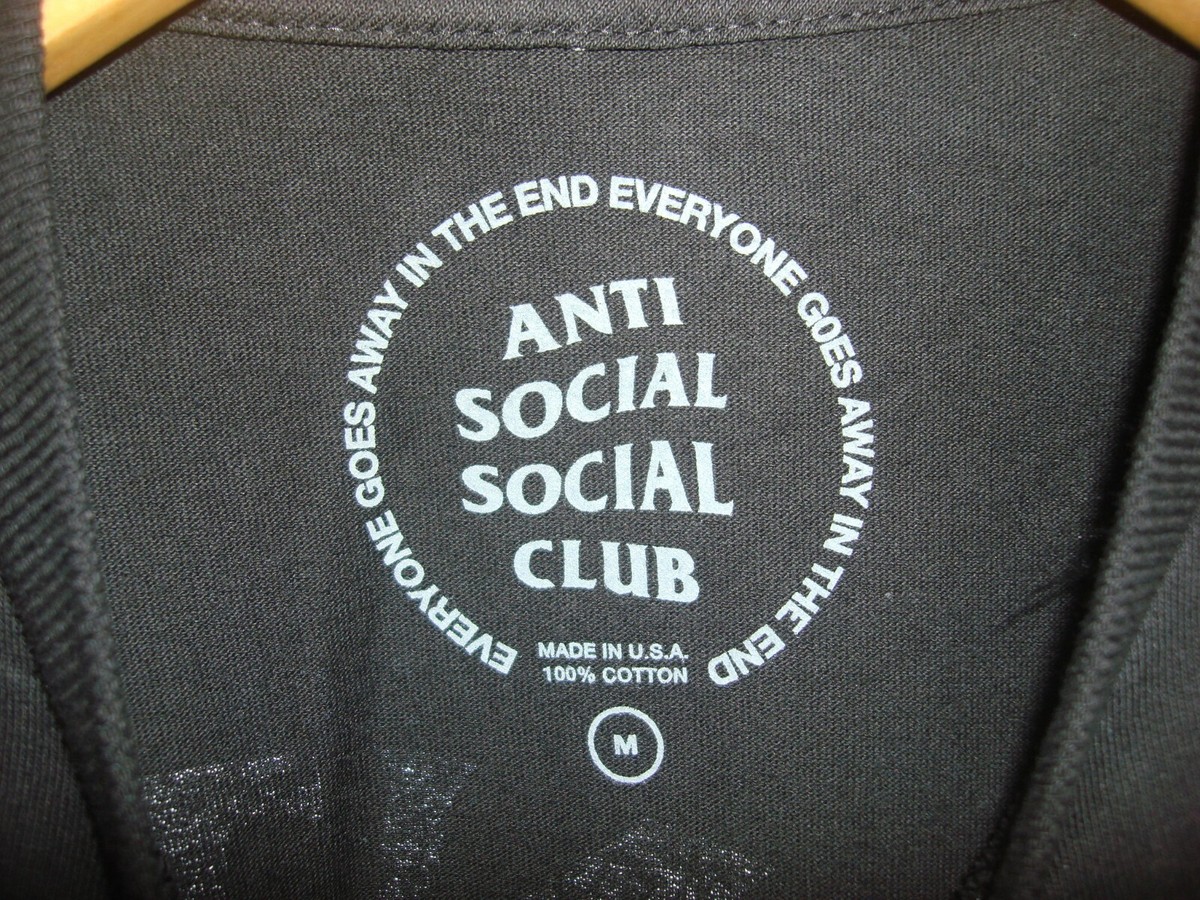 EVERYONE GOES AWAY IN THE END EVERYONE GOES AWAY IN THE END
ANTI
SOCIAL
SOCIAL
CLUB
MADE IN U.S.A.
100% COTTON
M